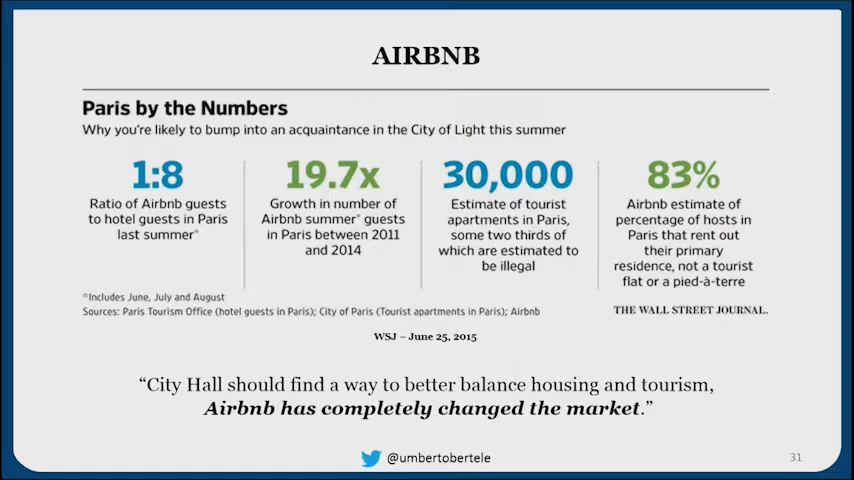 AIRBNB
Paris by the Numbers
Why you're likely to bump into an acquaintance in the City of Light this summer
1:8
Ratio of Airbnb guests
to hotel guests in Paris
last summer*
19.7x
Growth in number of
Airbnb summer* guests
in Paris between 2011
and 2014
30,000
Estimate of tourist
apartments in Paris,
some two thirds of
which are estimated to
be illegal
83%
Airbnb estimate of
percentage of hosts in
Paris that rent out
their primary
residence, not a tourist
flat or a pied-à-terre
*Includes June, July and August
Sources: Paris Tourism Office (hotel guests in Paris); City of Paris (Tourist apartments in Paris); Airbnb
THE WALL STREET JOURNAL.
WSJ – June 25, 2015
“City Hall should find a way to better balance housing and tourism,
Airbnb has completely changed the market.”
@umbertobertele
31